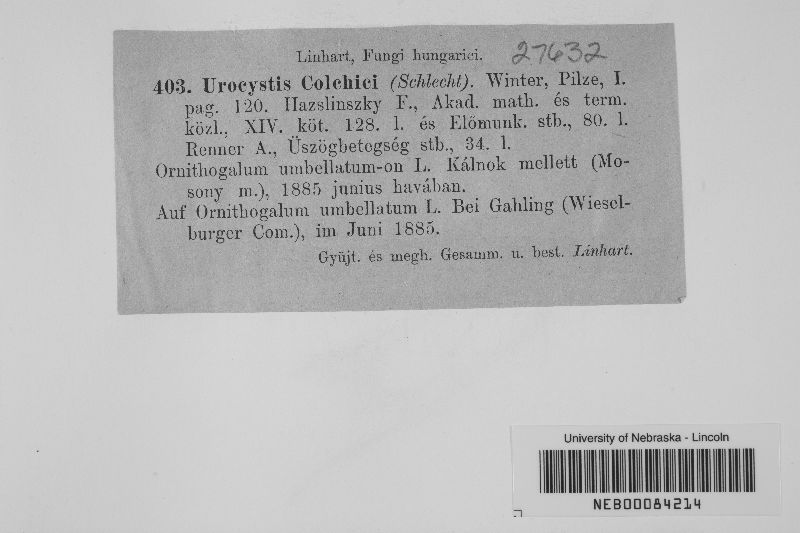 Linhart, Fungi hungarici. 27632
403. Urocystis Colchici (Schlecht). Winter, Pilze, I.
pag. 120. Hazslinszky F., Akad. math. és term.
közl., XIV. köt. 128. l. és Előmunk. stb., 80. l.
Renner A., Üszögbetegség stb., 34. l.
Ornithogalum umbellatum-on L. Kálnok mellett (Mo-
sony m.), 1885 junius havában.
Auf Ornithogalum umbellatum L. Bei Gahling (Wiesel-
burger Com.), im Juni 1885.
Gyüjt. és megh. Gesamm. u. best. Linhart.
University of Nebraska - Lincoln
NEB00084214